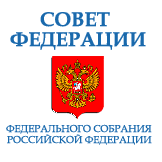 СОВЕТ
ФЕДЕРАЦИИ
ФЕДЕРАЛЬНОГО СОБРАНИЯ
РОССИЙСКОЙ ФЕДЕРАЦИИ